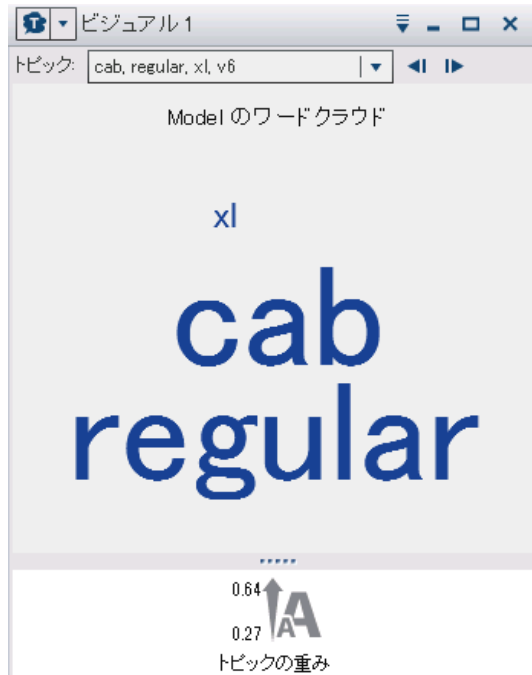 ビジュアル 1
トピック: cab, regular, xl, v6
Model のワードクラウド
xl
cab
regular
0.64
0.27
トピックの重み